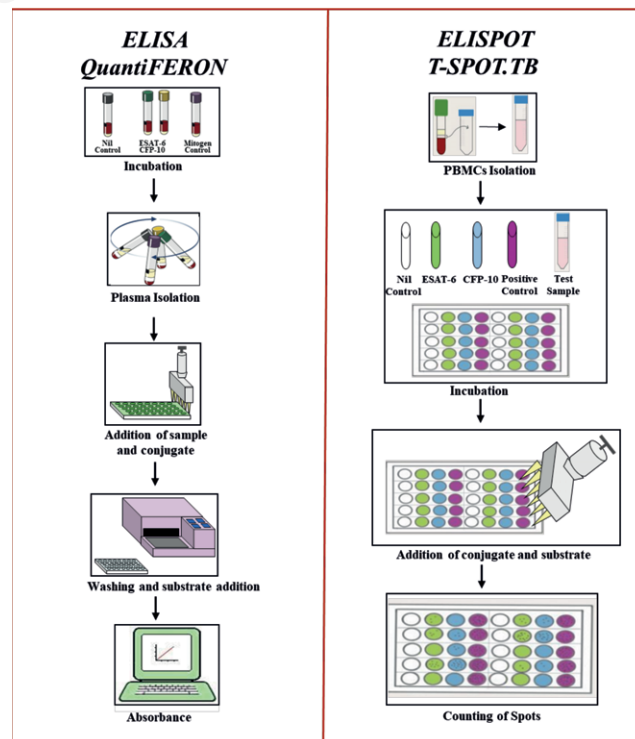 ELISA
QuantiFERON
Nil
Control
ESAT-6
CFP-10
Mitogen
Control
Incubation
Plasma Isolation
Addition of sample
and conjugate
Washing and substrate addition
Absorbance
ELISPOT
T-SPOT.TB
PBMCs Isolation
Nil
Control
ESAT-6
CFP-10
Positive
Control
Test
Sample
Incubation
Addition of conjugate and substrate
Counting of Spots